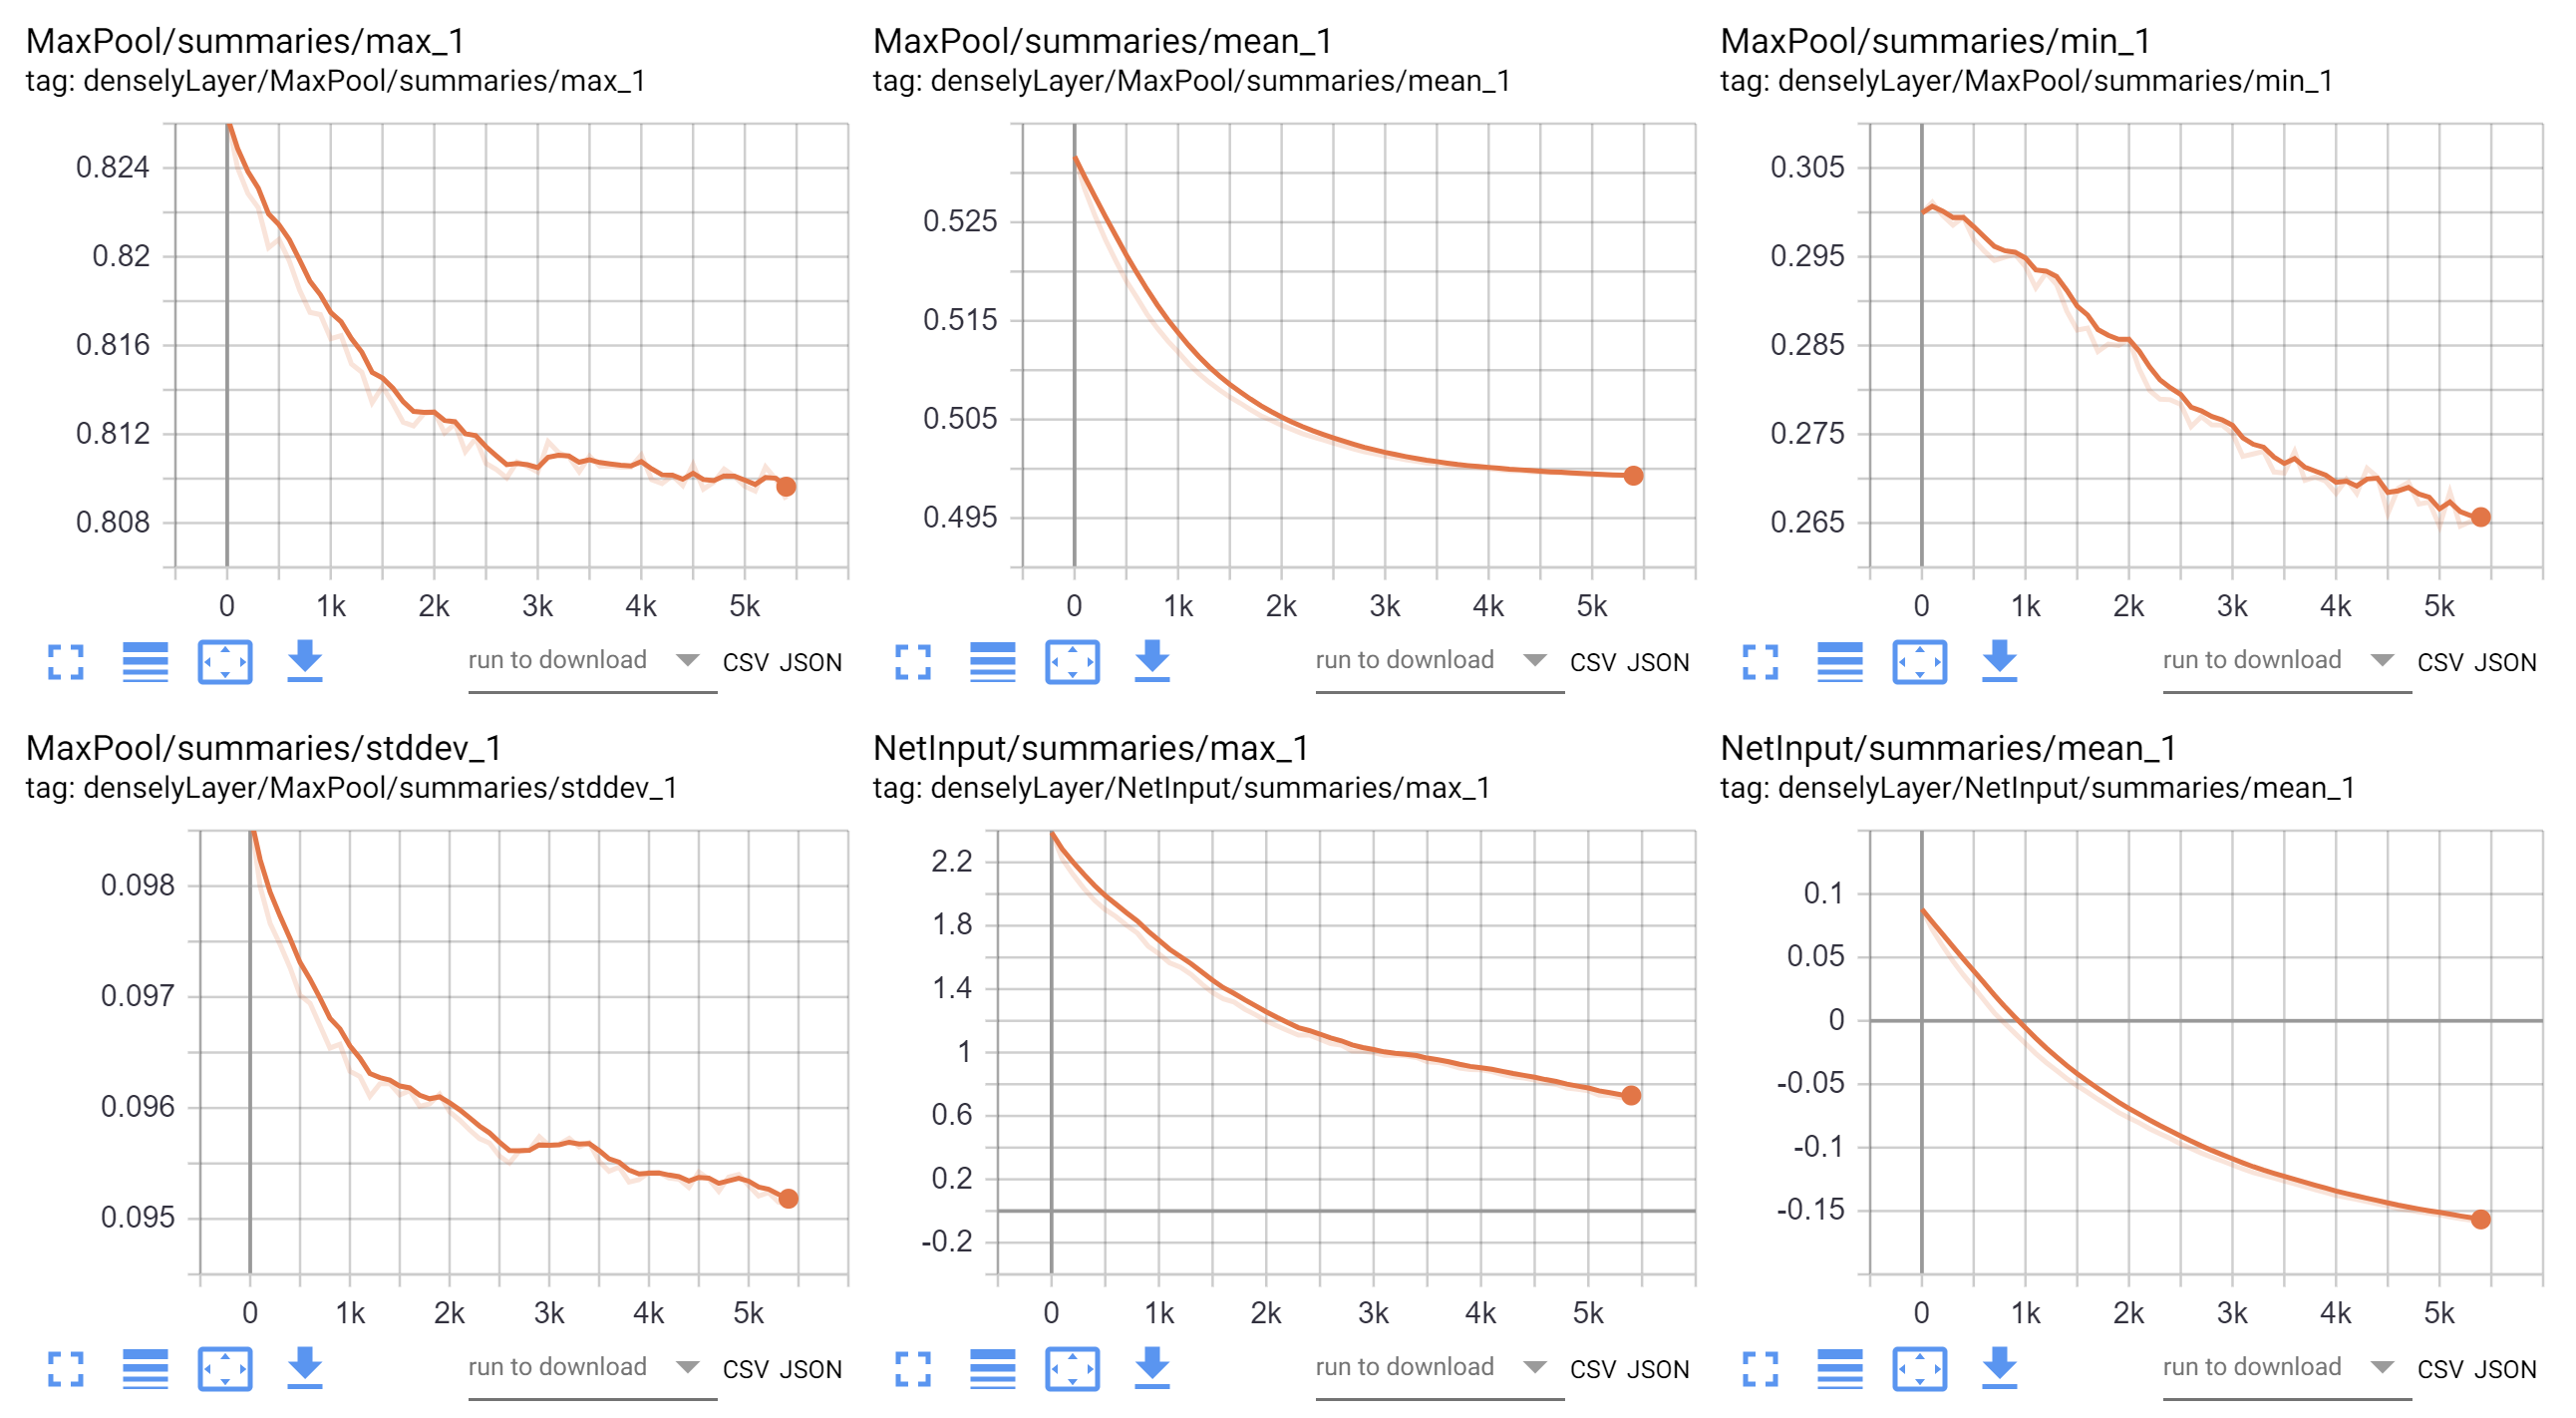 MaxPool/summaries/max_1
tag: denselyLayer/MaxPool/summaries/max_1
0.824
0.82
0.816
0.812
0.808
0 1k 2k 3k 4k 5k
run to download CSV JSON
MaxPool/summaries/mean_1
tag: denselyLayer/MaxPool/summaries/mean_1
0.525
0.515
0.505
0.495
0 1k 2k 3k 4k 5k
run to download CSV JSON
MaxPool/summaries/min_1
tag: denselyLayer/MaxPool/summaries/min_1
0.305
0.295
0.285
0.275
0.265
0 1k 2k 3k 4k 5k
run to download CSV JSON
MaxPool/summaries/stddev_1
tag: denselyLayer/MaxPool/summaries/stddev_1
0.098
0.097
0.096
0.095
0 1k 2k 3k 4k 5k
run to download CSV JSON
NetInput/summaries/max_1
tag: denselyLayer/NetInput/summaries/max_1
2.2
1.8
1.4
1
0.6
0.2
-0.2
0 1k 2k 3k 4k 5k
run to download CSV JSON
NetInput/summaries/mean_1
tag: denselyLayer/NetInput/summaries/mean_1
0.1
0.05
0
-0.05
-0.1
-0.15
0 1k 2k 3k 4k 5k
run to download CSV JSON